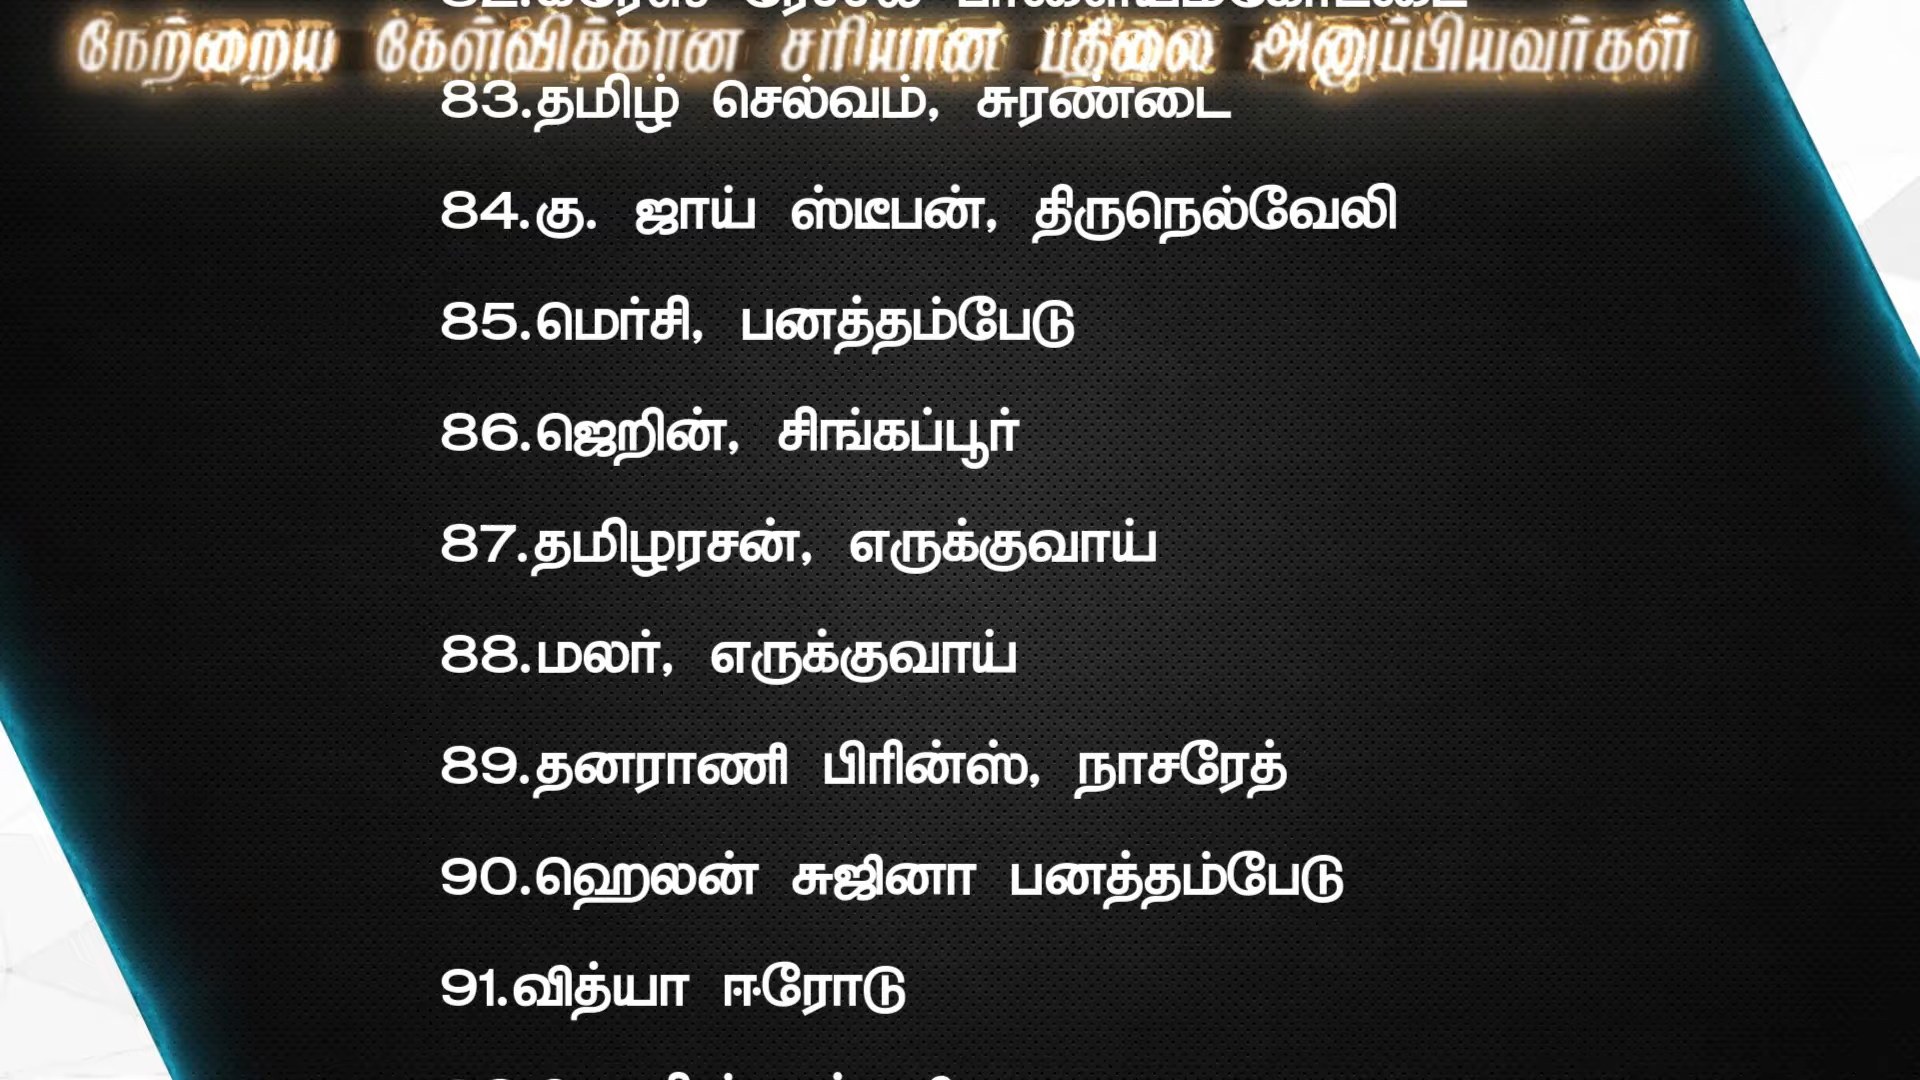 நேற்றைய கேள்விக்கான சரியான பதிலை அனுப்பியவர்கள்
83.தமிழ் செல்வம், சுரண்டை
84.கு. ஜாய் ஸ்டீபன், திருநெல்வேலி
85.மெர்சி, பனத்தம்பேடு
86.ஜெறின், சிங்கப்பூர்
87.தமிழரசன், எருக்குவாய்
88.மலர், எருக்குவாய்
89.தனராணி பிரின்ஸ், நாசரேத்
90.ஹெலன் சுஜினா பனத்தம்பேடு
91.வித்யா ஈரோடு